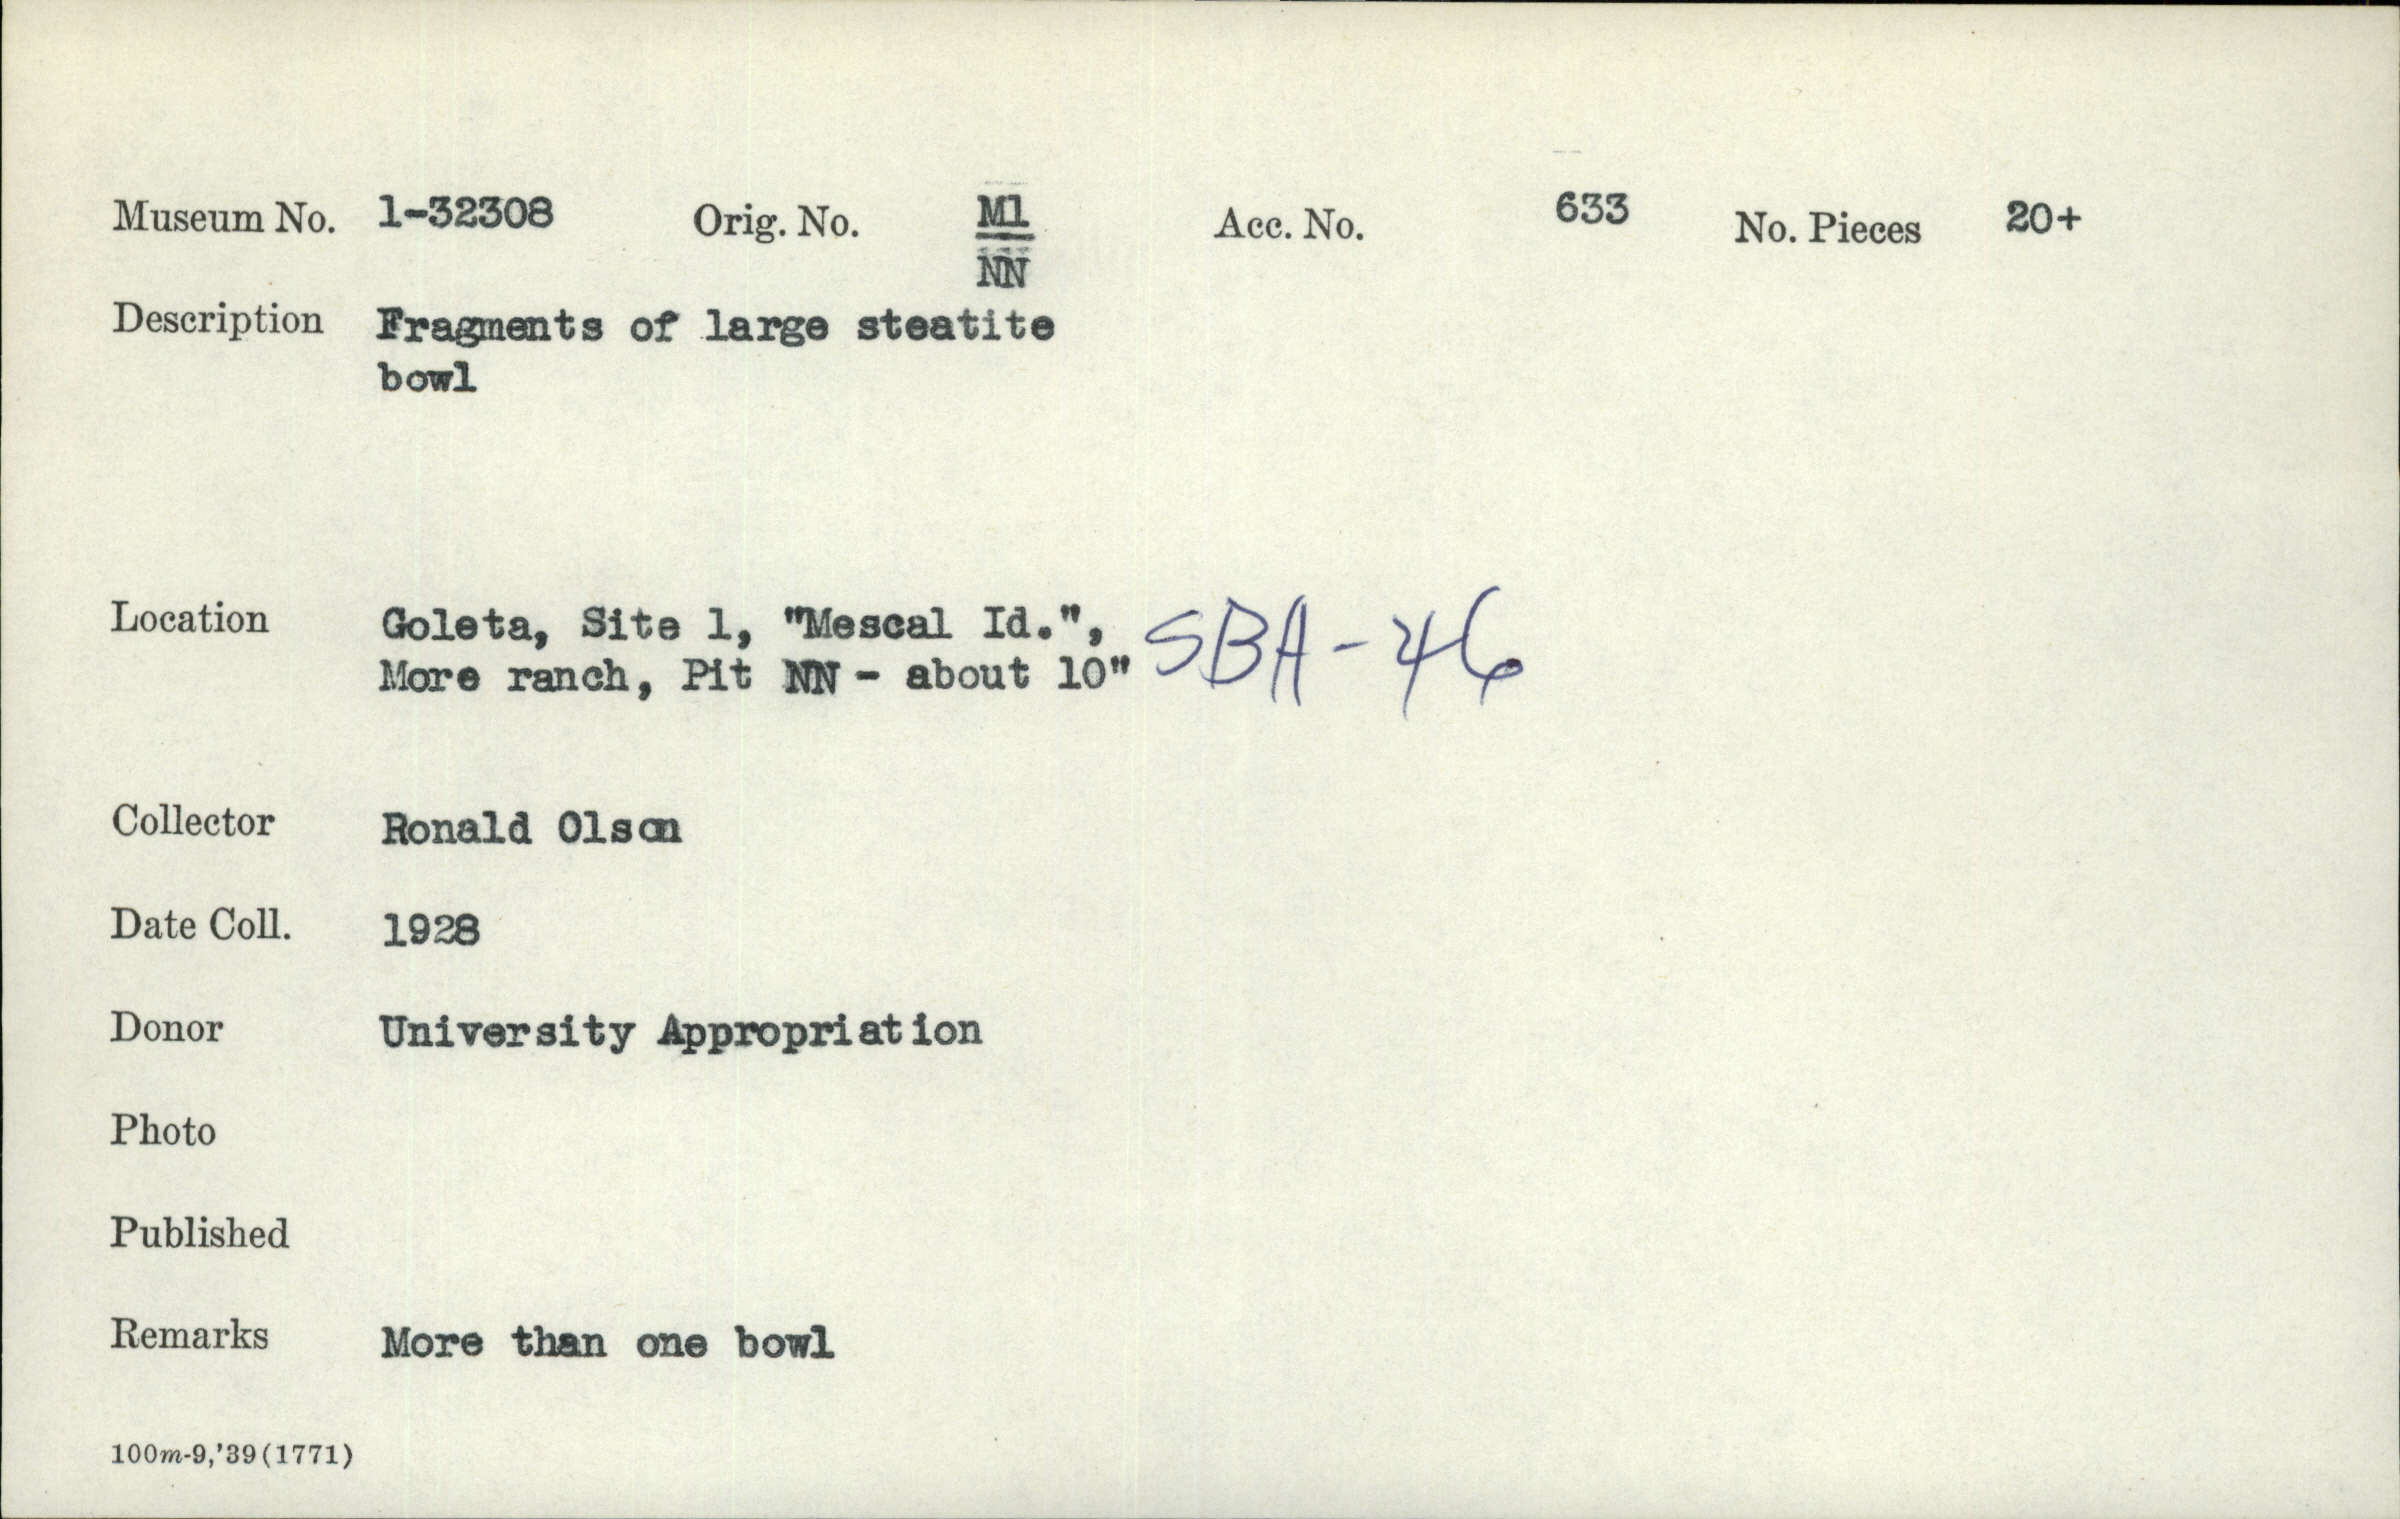 Museum No. 1-32308 Orig. No. M1 Acc. No. 633 No. Pieces 20+
NN
Description Fragments of large steatite
bowl
Location Goleta, Site 1, "Mescal Id.", SBA-46
More ranch, Pit NN - about 10"
Collector Ronald Olson
Date Coll. 1928
Donor University Appropriation
Photo
Published
Remarks More than one bowl
100m-9,'39(1771)